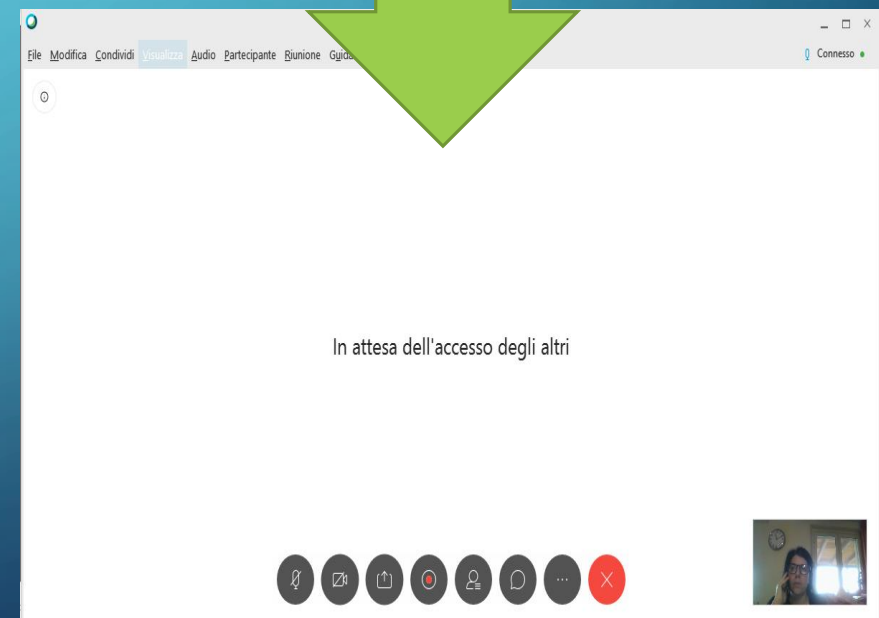 File Modifica Condividi Visualizza Audio Partecipante Riunione Guida
Connesso
In attesa dell'accesso degli altri